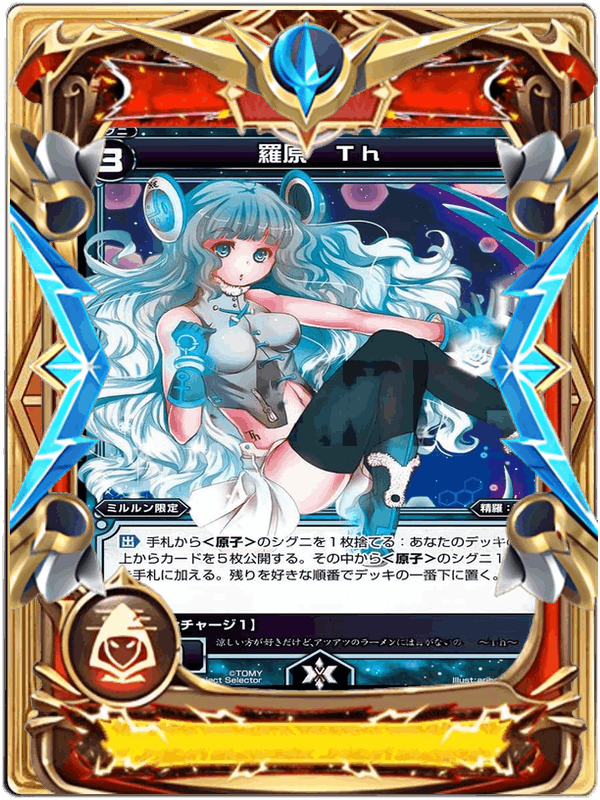 グニ
3
羅原 Th
Th
ミルルン限定
精羅:
出 手札から<原子>のシグニを1枚捨てる:あなたのデッキの
上からカードを5枚公開する。その中から<原子>のシグニ1
手札に加える。残りを好きな順番でデッキの一番下に置く。
チャージ1】
涼しい方が好きだけど、アツアツのラーメンには がないの ～Th～
©TOMY
lect Selector
Illust.